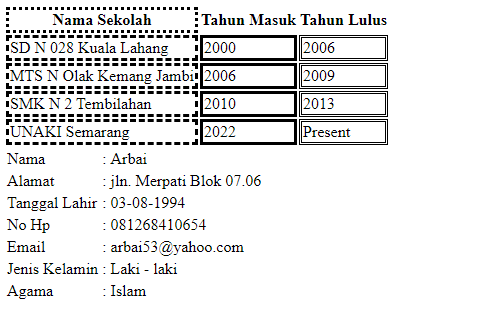 Nama Sekolah Tahun Masuk Tahun Lulus
SD N 028 Kuala Lahang 2000 2006
MTS N Olak Kemang Jambi 2006 2009
SMK N 2 Tembilahan 2010 2013
UNAKI Semarang 2022 Present
Nama : Arbai
Alamat : jln. Merpati Blok 07.06
Tanggal Lahir : 03-08-1994
No Hp : 081268410654
Email : arbai53@yahoo.com
Jenis Kelamin : Laki - laki
Agama : Islam